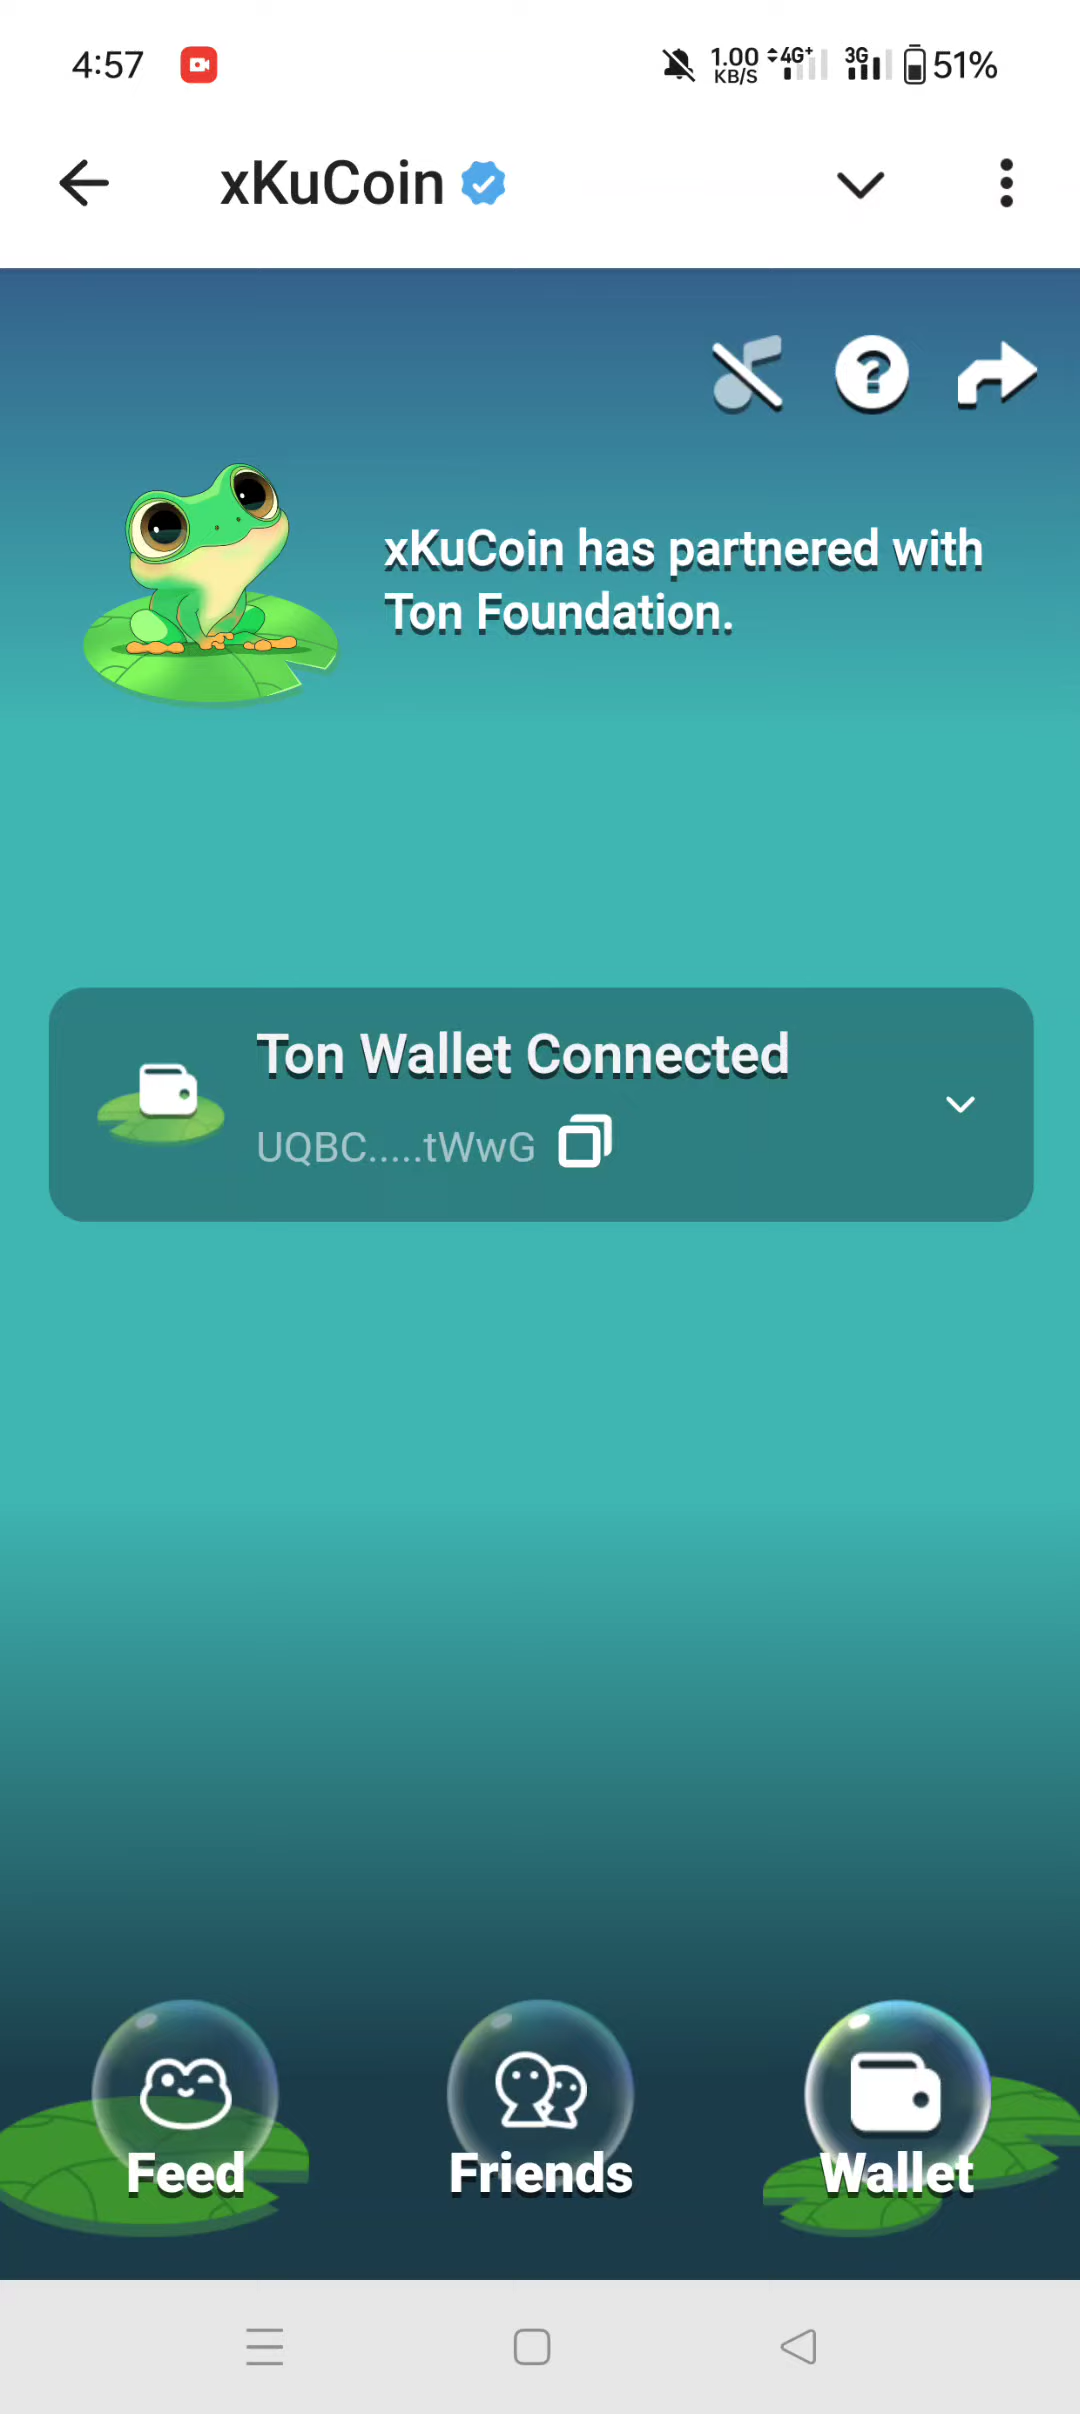 4:57
1.00 KB/S 4G+ 3G 51%
xKuCoin
xKuCoin has partnered with
Ton Foundation.
Ton Wallet Connected
UQBC.....tWwG
Feed Friends Wallet